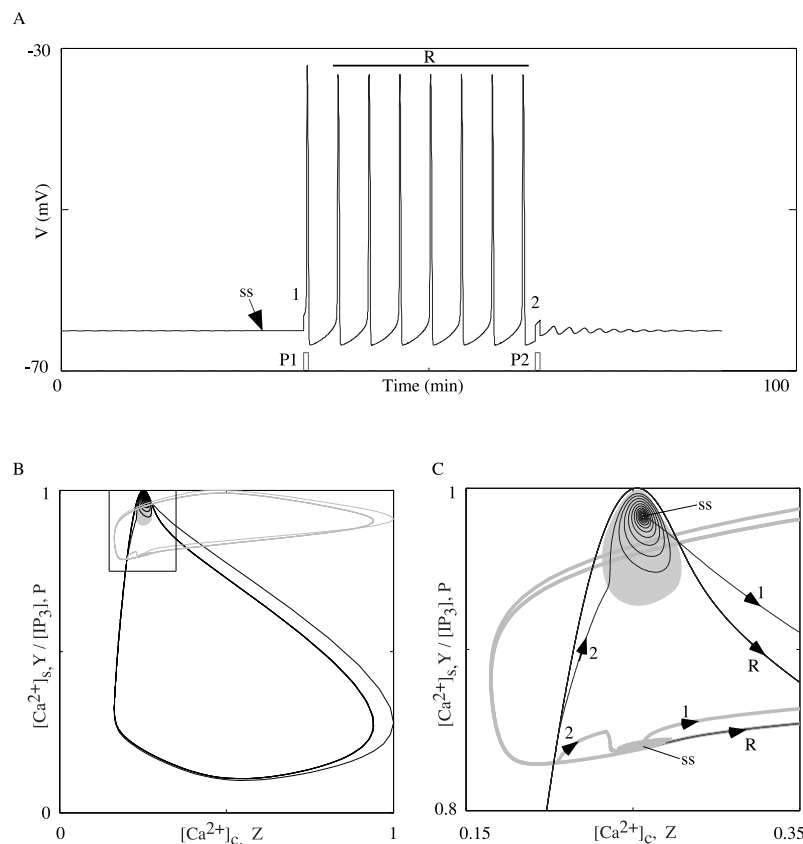 A
-30
R
V (mV)
ss
1
2
P1
P2
-70
0
Time (min)
100
B
C
1
1
ss
[Ca2+]s, Y / [IP3], P
[Ca2+]s, Y / [IP3], P
1
2
R
1
2
R
ss
0
0.8
0
[Ca2+]c, Z
1
0.15
[Ca2+]c, Z
0.35